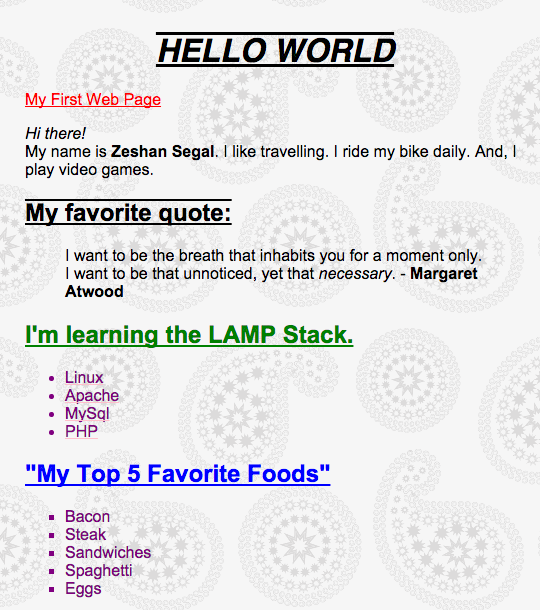 HELLO WORLD
My First Web Page
Hi there!
My name is Zeshan Segal. I like travelling. I ride my bike daily. And, I
play video games.
My favorite quote:
I want to be the breath that inhabits you for a moment only.
I want to be that unnoticed, yet that necessary. - Margaret
Atwood
I'm learning the LAMP Stack.
• Linux
• Apache
• MySql
• PHP
"My Top 5 Favorite Foods"
▪ Bacon
▪ Steak
▪ Sandwiches
▪ Spaghetti
▪ Eggs